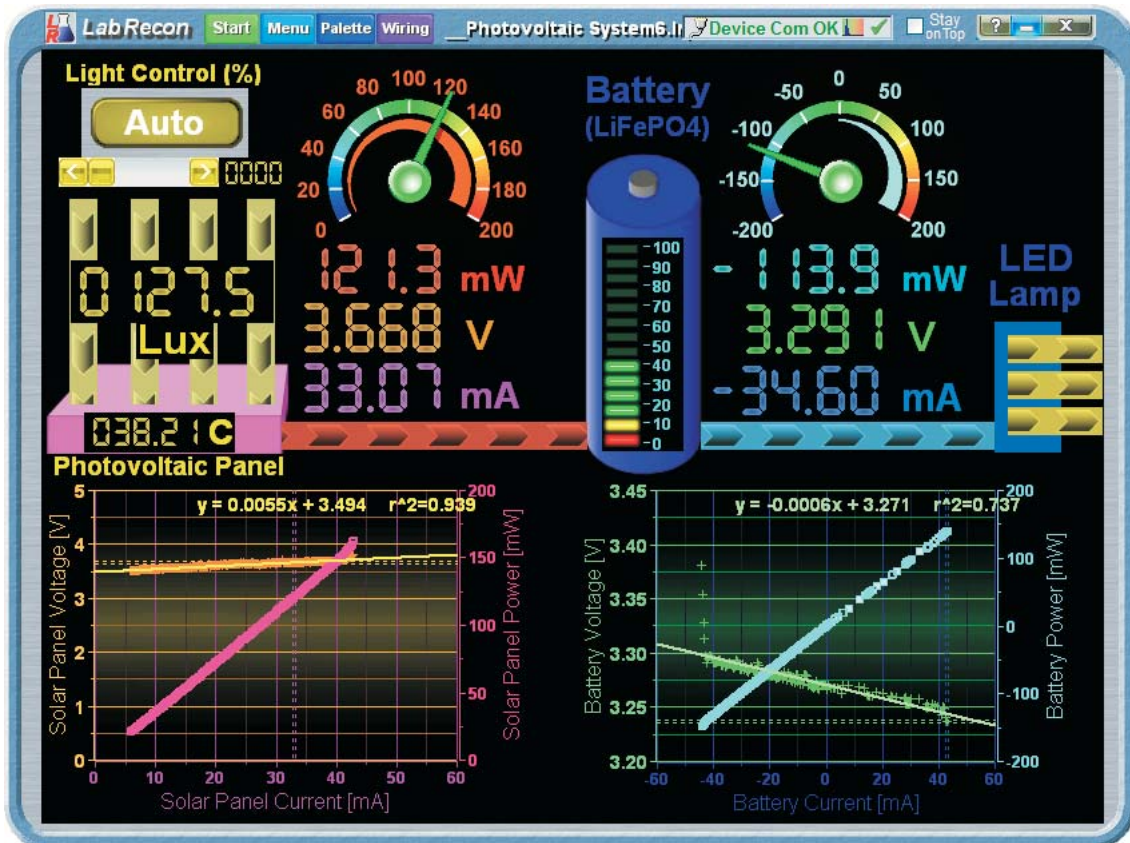 LR LabRecon Start Menu Palette Wiring __Photovoltaic System6.lr Device Com OK Stay on Top ? X
Light Control (%)
Auto
0000
0127.5
Lux
038.21 C
Photovoltaic Panel
0 20 40 60 80 100 120 140 160 180 200
121.3 mW
3.668 V
33.07 mA
Battery
(LiFePO4)
100
90
80
70
60
50
40
30
20
10
0
-200 -150 -100 -50 0 50 100 150 200
-113.9 mW
3.291 V
-34.60 mA
LED
Lamp
y = 0.0055x + 3.494 r^2=0.939
Solar Panel Voltage [V]
5
4
3
2
1
0
Solar Panel Power [mW]
200
150
100
50
0
0 10 20 30 40 50 60
Solar Panel Current [mA]
y = -0.0006x + 3.271 r^2=0.737
Battery Voltage [V]
3.45
3.40
3.35
3.30
3.25
3.20
Battery Power [mW]
200
100
0
-100
-200
-60 -40 -20 0 20 40 60
Battery Current [mA]